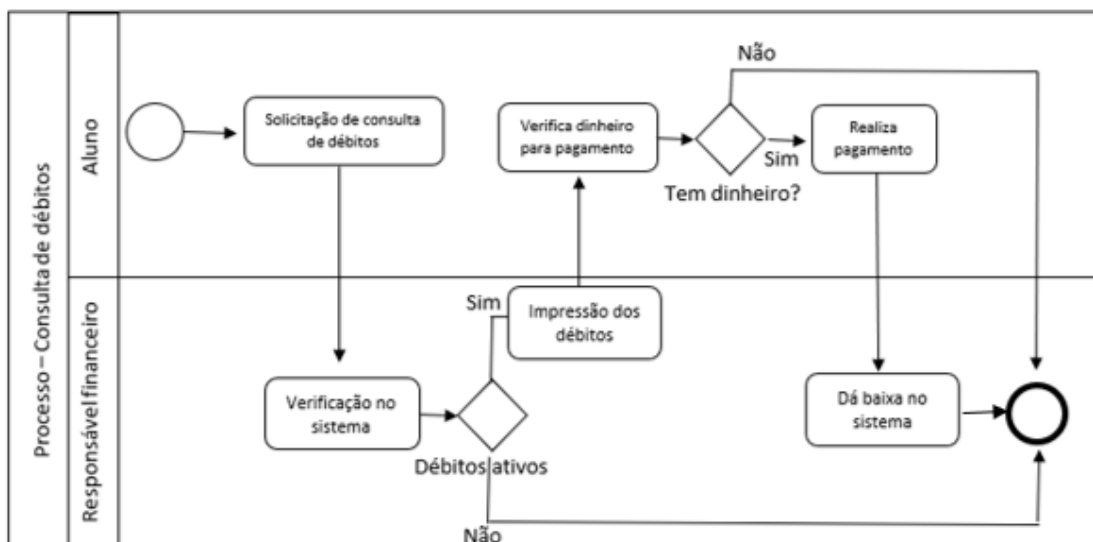 Processo – Consulta de débitos
Aluno
Solicitação de consulta
de débitos
Verifica dinheiro
para pagamento
Não
Sim
Tem dinheiro?
Realiza
pagamento
Responsável financeiro
Verificação no
sistema
Sim
Débitos ativos
Não
Impressão dos
débitos
Dá baixa no
sistema